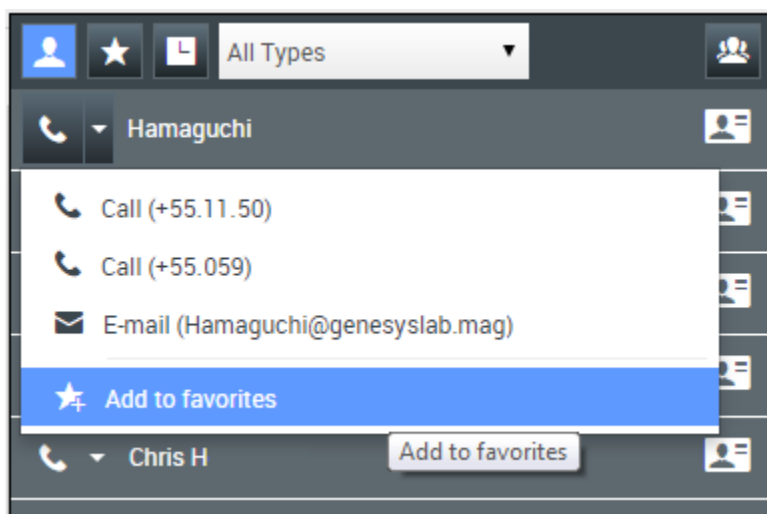 All Types
Hamaguchi
Call (+55.11.50)
Call (+55.059)
E-mail (Hamaguchi@genesyslab.mag)
Add to favorites
Add to favorites
Chris H